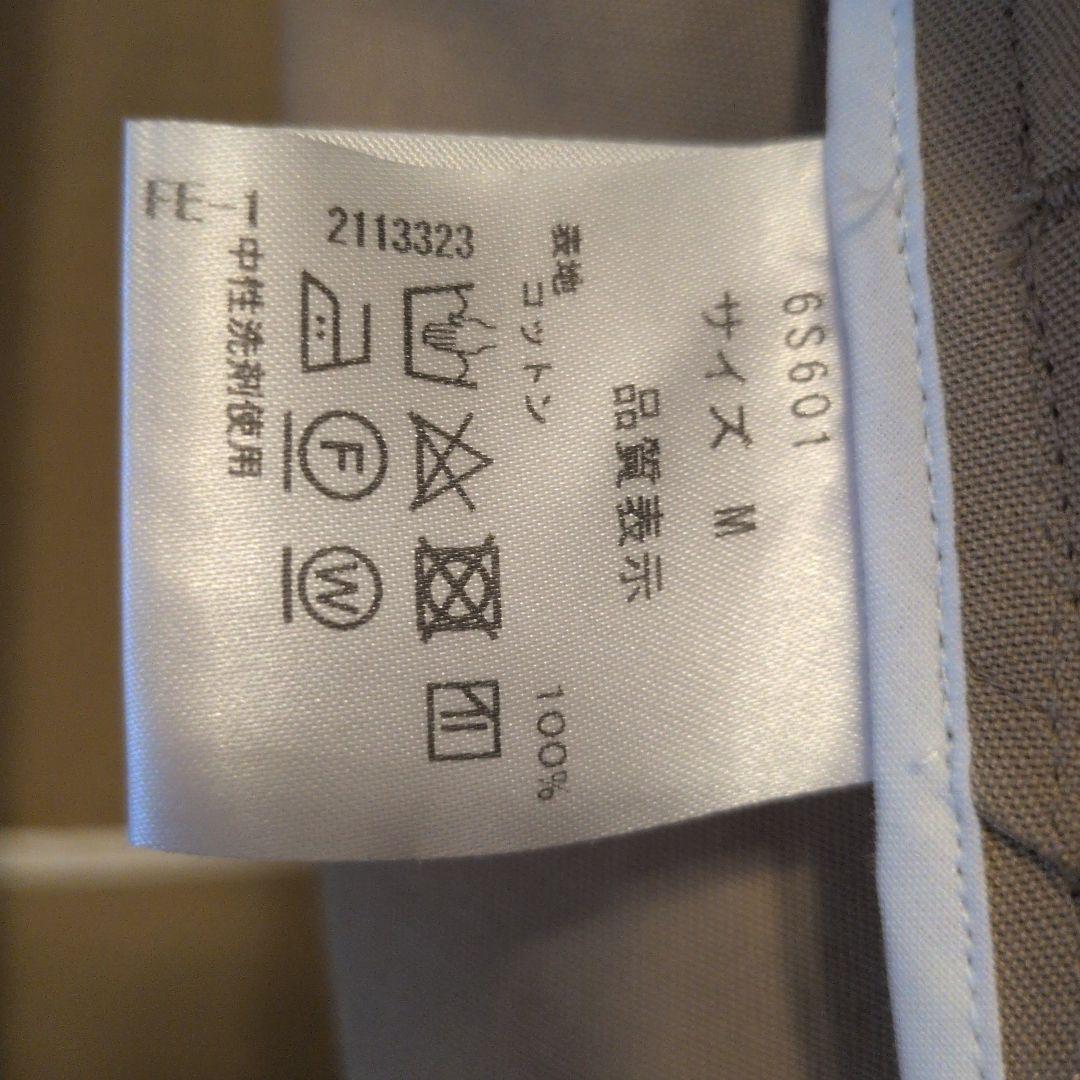 6S601
サイズ M
品質表示
表地
コットン 100%
2113323
F
W
中性洗剤使用
FE-